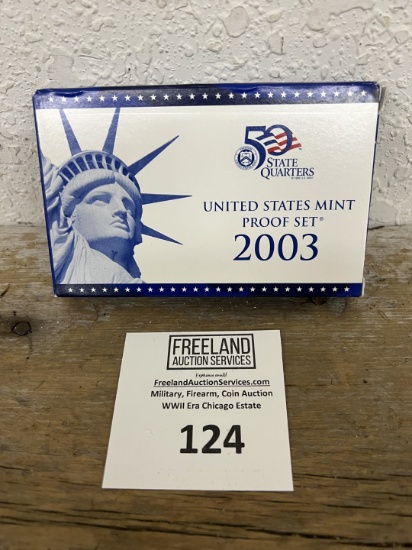 50
STATE
QUARTERS
UNITED STATES MINT
PROOF SET®
2003
FREELAND
AUCTION SERVICES
FreelandAuctionServices.com
Military, Firearm, Coin Auction
WWII Era Chicago Estate
124